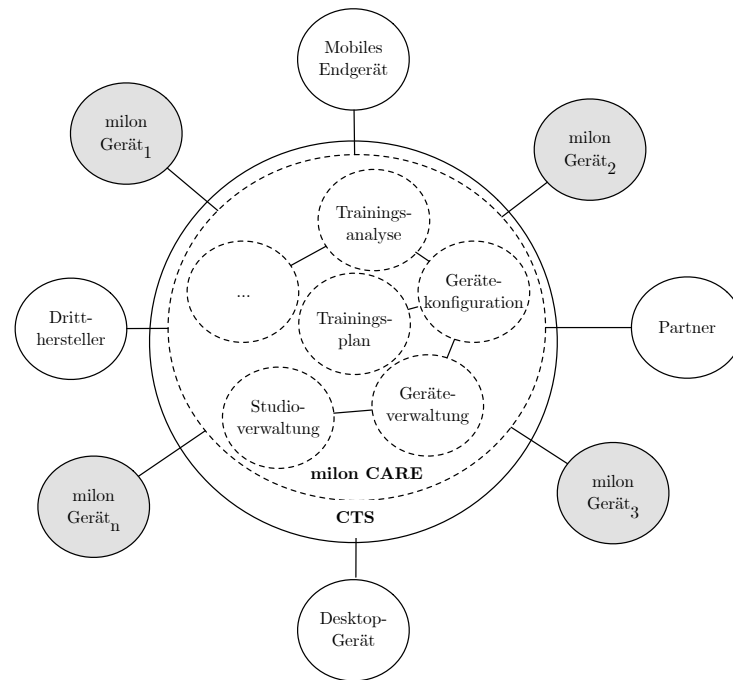 Mobiles
Endgerät
milon
Gerät1
milon
Gerät2
Trainings-
analyse
...
Geräte-
konfiguration
Trainings-
plan
Dritt-
hersteller
Partner
Studio-
verwaltung
Geräte-
verwaltung
milon CARE
milon
Gerätn
milon
Gerät3
CTS
Desktop-
Gerät